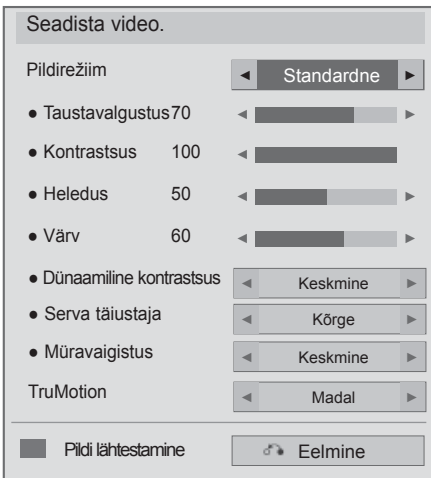 Seadista video.
Pildirežiim ◄ Standardne ►
● Taustavalgustus70 ◄ ►
● Kontrastsus 100 ◄
● Heledus 50 ◄ ►
● Värv 60 ◄ ►
● Dünaamiline kontrastsus ◄ Keskmine ►
● Serva täiustaja ◄ Kõrge ►
● Müravaigistus ◄ Keskmine ►
TruMotion ◄ Madal ►
Pildi lähtestamine Eelmine